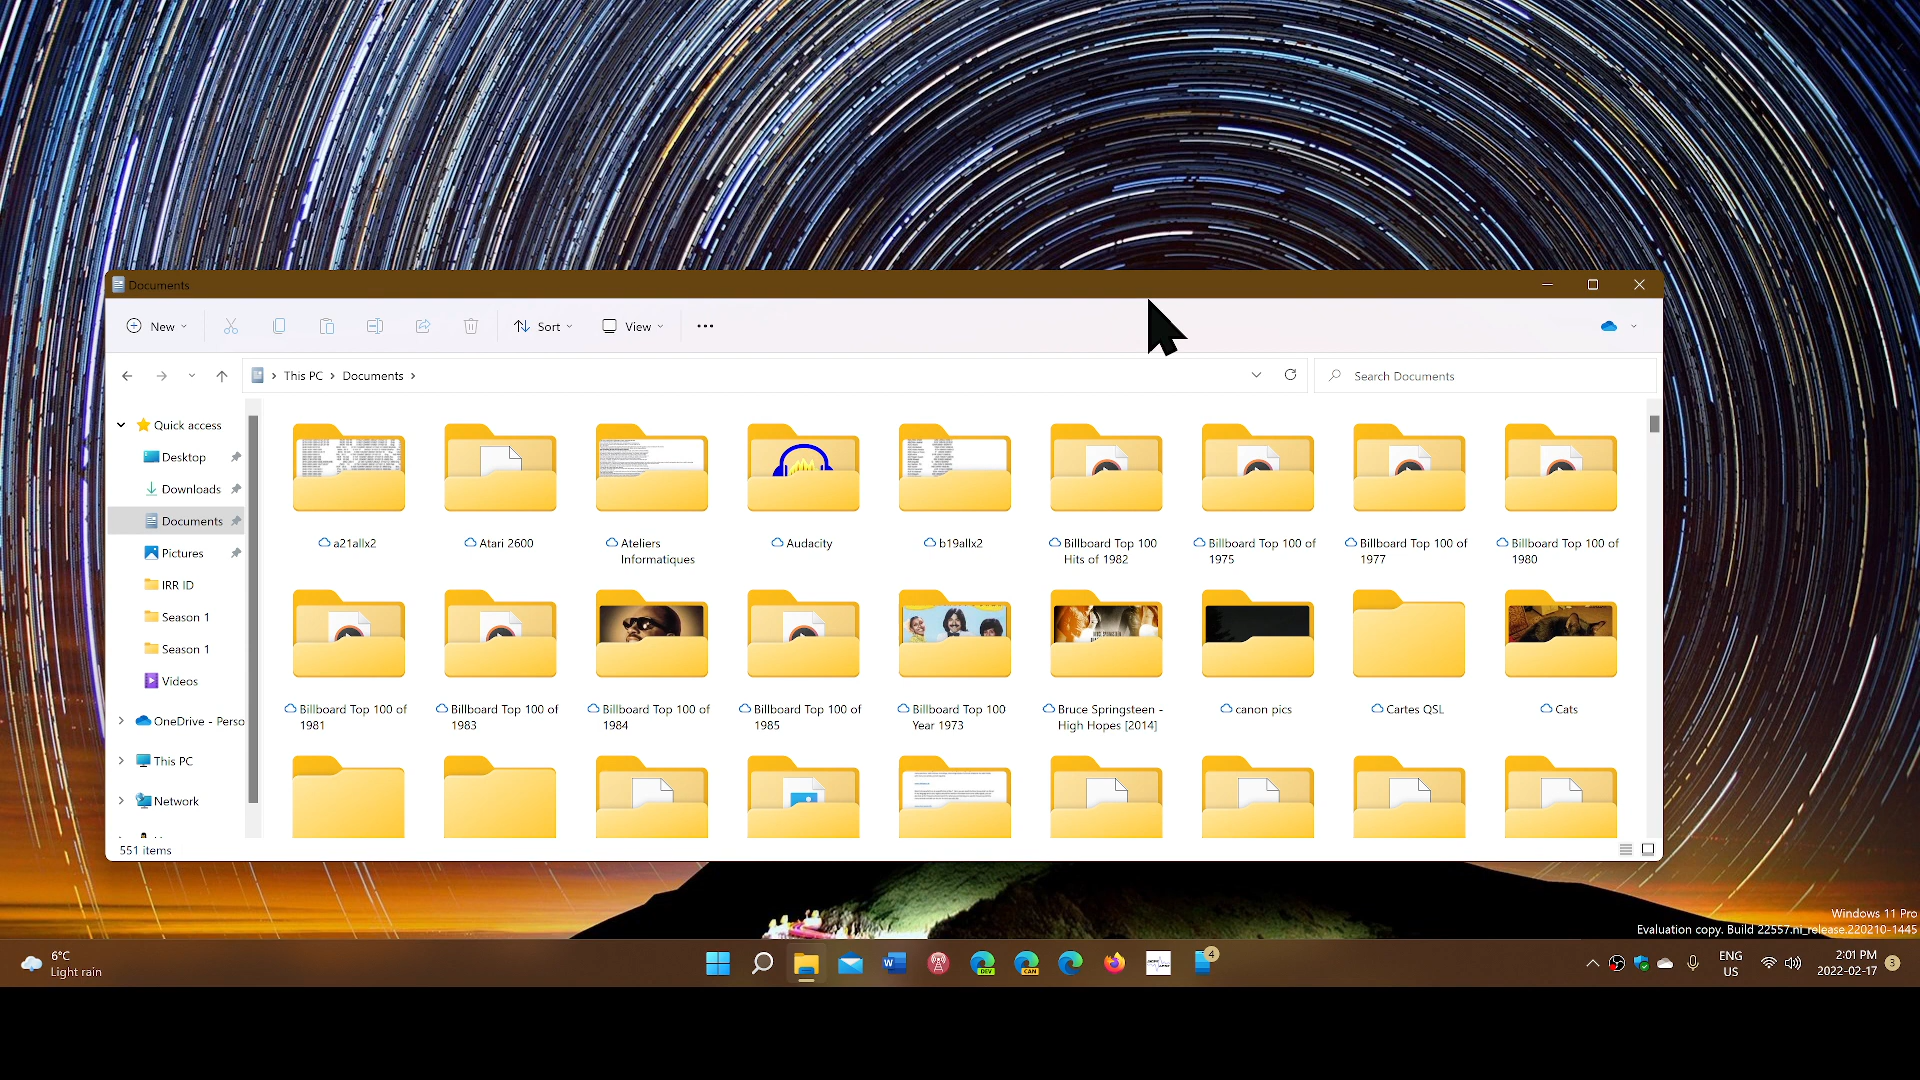 Documents
New
Sort
View
This PC
Documents
Search Documents
Quick access
Desktop
Downloads
Documents
Pictures
IRR ID
Season 1
Season 1
Videos
OneDrive - Perso
This PC
Network
a21allx2
Atari 2600
Ateliers
Informatiques
Audacity
b19allx2
Billboard Top 100
Hits of 1982
Billboard Top 100 of
1975
Billboard Top 100 of
1977
Billboard Top 100 of
1980
Billboard Top 100 of
1981
Billboard Top 100 of
1983
Billboard Top 100 of
1984
Billboard Top 100 of
1985
Billboard Top 100
Year 1973
Bruce Springsteen -
High Hopes [2014]
canon pics
Cartes QSL
Cats
551 items
Windows 11 Pro
Evaluation copy. Build 22557.ni_release.220210-1445
6°C
Light rain
W
DEV
CAN
4
ENG
US
2:01 PM
2022-02-17
3